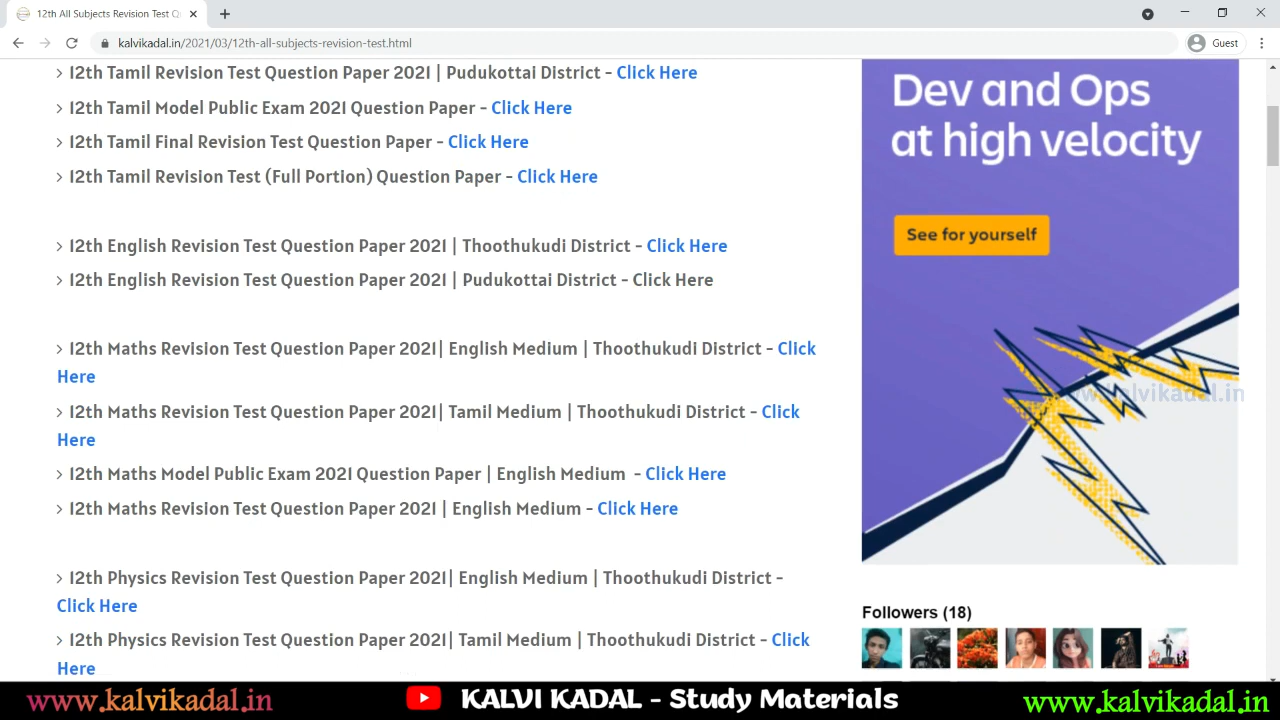 12th All Subjects Revision Test Q
kalvikadal.in/2021/03/12th-all-subjects-revision-test.html
Guest
> 12th Tamil Revision Test Question Paper 2021 | Pudukottai District - Click Here
> 12th Tamil Model Public Exam 2021 Question Paper - Click Here
> 12th Tamil Final Revision Test Question Paper - Click Here
> 12th Tamil Revision Test (Full Portion) Question Paper - Click Here
> 12th English Revision Test Question Paper 2021 | Thoothukudi District - Click Here
> 12th English Revision Test Question Paper 2021 | Pudukottai District - Click Here
> 12th Maths Revision Test Question Paper 2021| English Medium | Thoothukudi District - Click
Here
> 12th Maths Revision Test Question Paper 2021| Tamil Medium | Thoothukudi District - Click
Here
> 12th Maths Model Public Exam 2021 Question Paper | English Medium  - Click Here
> 12th Maths Revision Test Question Paper 2021 | English Medium - Click Here
> 12th Physics Revision Test Question Paper 2021| English Medium | Thoothukudi District -
Click Here
> 12th Physics Revision Test Question Paper 2021| Tamil Medium | Thoothukudi District - Click
Here
Dev and Ops
at high velocity
See for yourself
www.kalvikadal.in
Followers (18)
www.kalvikadal.in
KALVI KADAL - Study Materials
www.kalvikadal.in